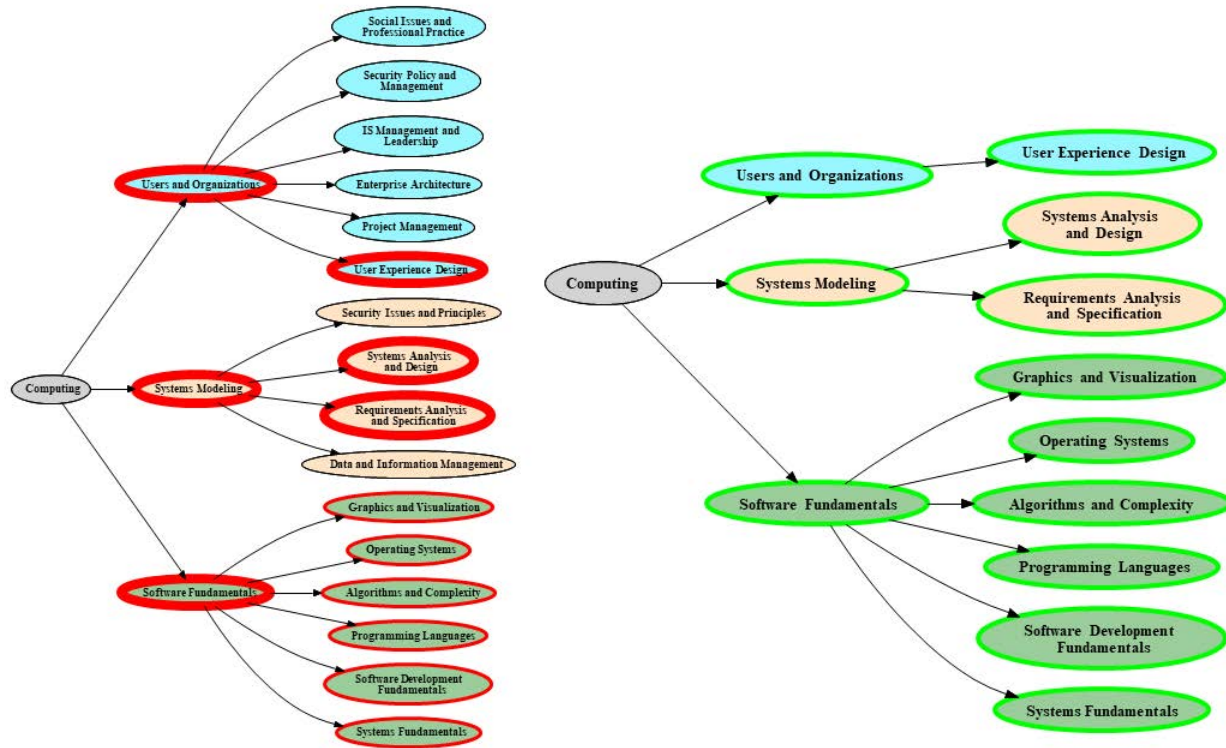 Social Issues and
Professional Practice
Security Policy and
Management
IS Management and
Leadership
Users and Organizations
Enterprise Architecture
Project Management
User Experience Design
Security Issues and Principles
Systems Analysis
and Design
Computing
Systems Modeling
Requirements Analysis
and Specification
Data and Information Management
Graphics and Visualization
Operating Systems
Software Fundamentals
Algorithms and Complexity
Programming Languages
Software Development
Fundamentals
Systems Fundamentals
User Experience Design
Users and Organizations
Systems Analysis
and Design
Computing
Systems Modeling
Requirements Analysis
and Specification
Graphics and Visualization
Operating Systems
Software Fundamentals
Algorithms and Complexity
Programming Languages
Software Development
Fundamentals
Systems Fundamentals